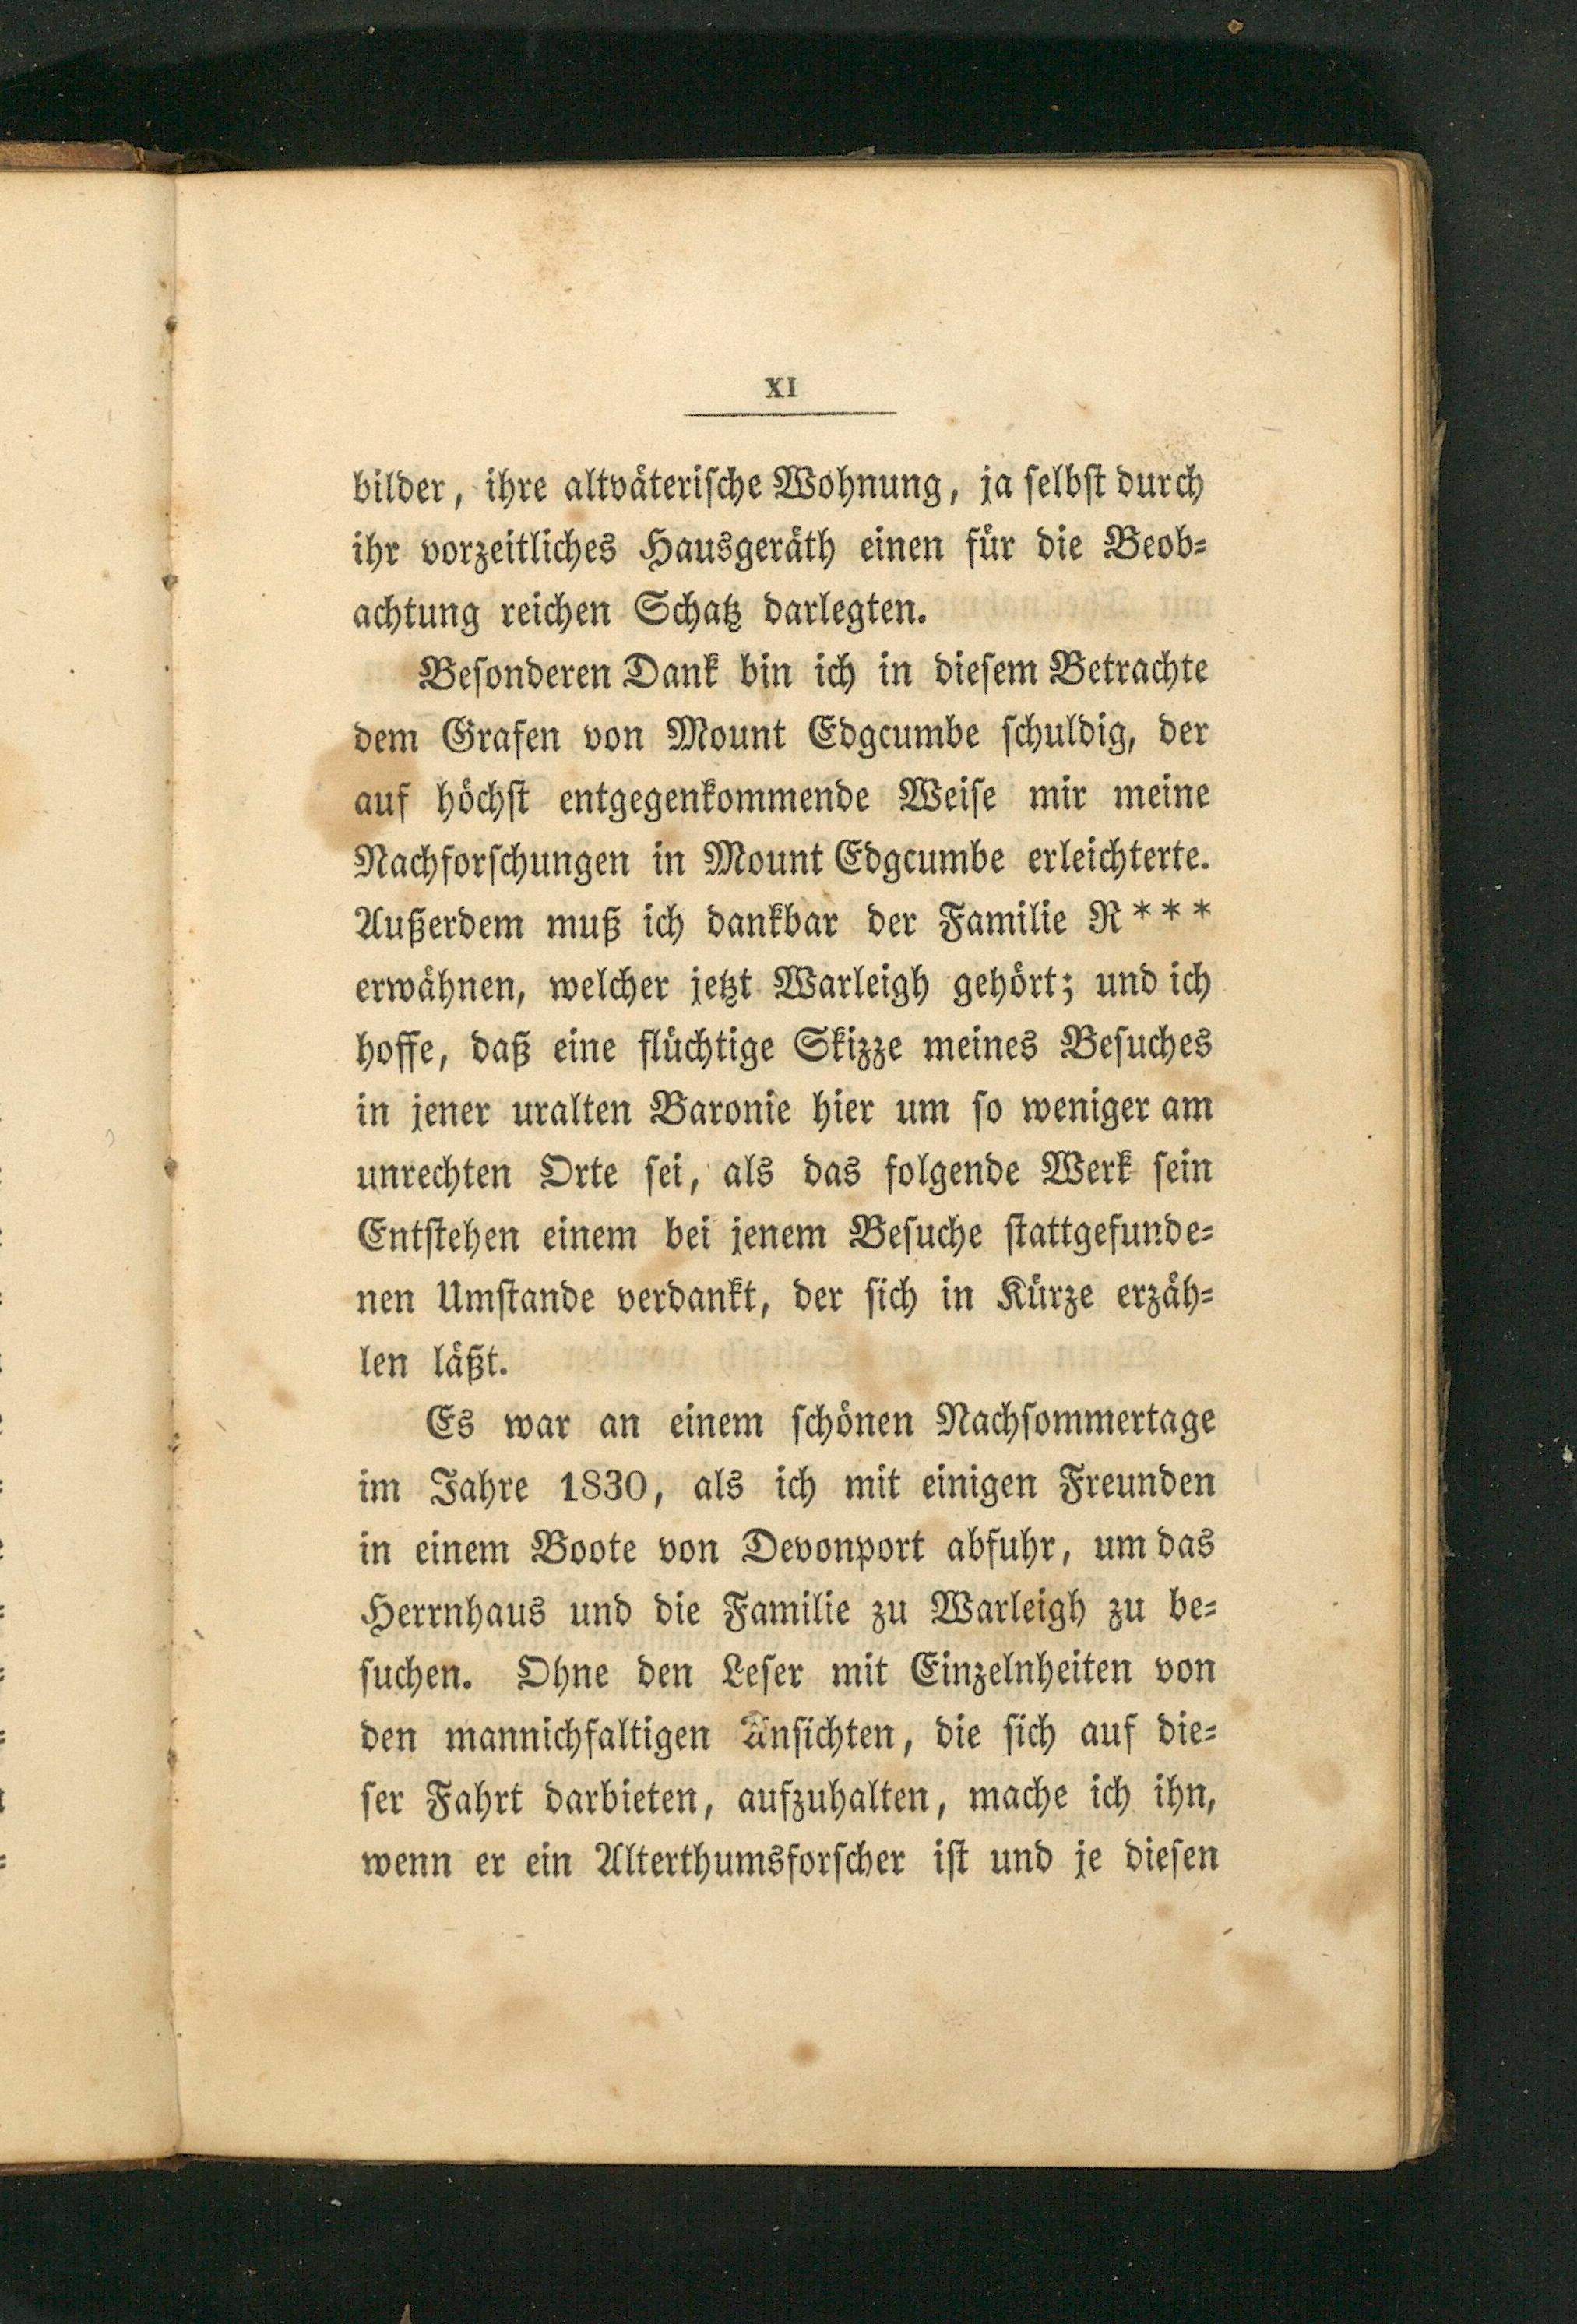 XI
bilder, ihre altväterische Wohnung, ja selbst durch
ihr vorzeitliches Hausgeräth einen für die Beob=
achtung reichen Schatz darlegten.
Besonderen Dank bin ich in diesem Betrachte
dem Grafen von Mount Edgcumbe schuldig, der
auf höchst entgegenkommende Weise mir meine
Nachforschungen in Mount Edgcumbe erleichterte.
Außerdem muß ich dankbar der Familie R***
erwähnen, welcher jetzt Warleigh gehört; und ich
hoffe, daß eine flüchtige Skizze meines Besuches
in jener uralten Baronie hier um so weniger am
unrechten Orte sei, als das folgende Werk sein
Entstehen einem bei jenem Besuche stattgefunde=
nen Umstande verdankt, der sich in Kürze erzäh=
len läßt.
Es war an einem schönen Nachsommertage
im Jahre 1830, als ich mit einigen Freunden
in einem Boote von Devonport abfuhr, um das
Herrnhaus und die Familie zu Warleigh zu be=
suchen. Ohne den Leser mit Einzelnheiten von
den mannichfaltigen Ansichten, die sich auf die=
ser Fahrt darbieten, aufzuhalten, mache ich ihn,
wenn er ein Alterthumsforscher ist und je diesen